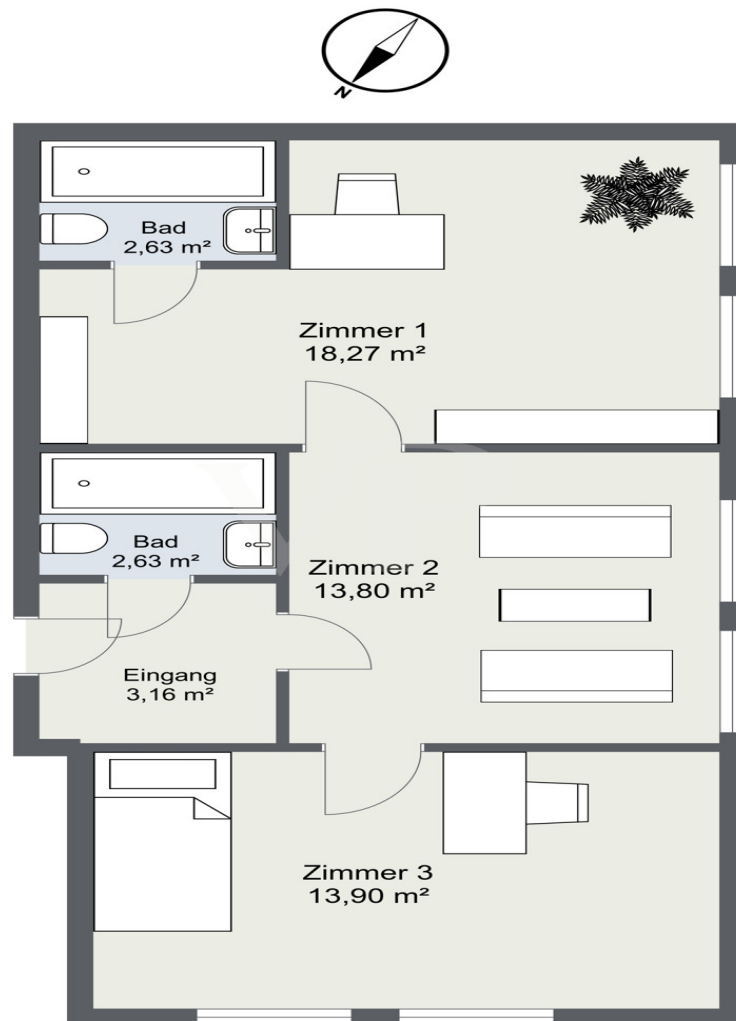 N
Bad
2,63 m²
Zimmer 1
18,27 m²
Bad
2,63 m²
Zimmer 2
13,80 m²
Eingang
3,16 m²
Zimmer 3
13,90 m²